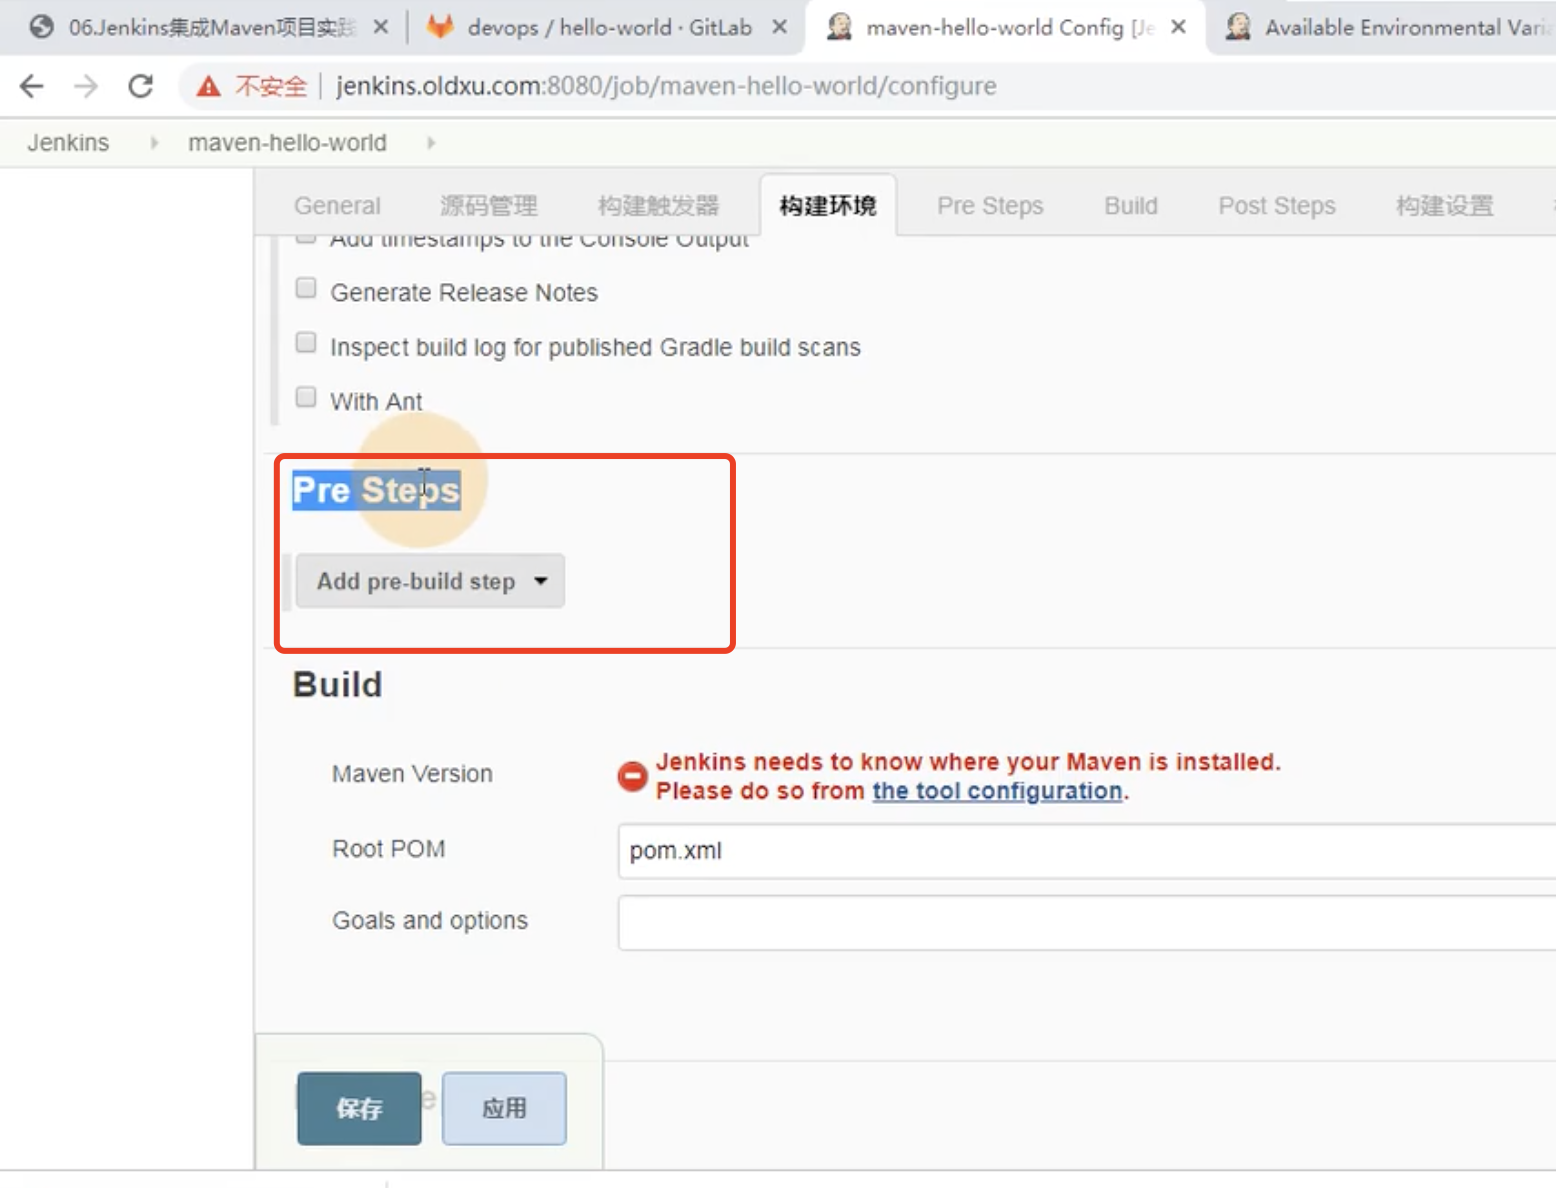 06.Jenkins集成Maven项目实践
devops / hello-world · GitLab
maven-hello-world Config [Je
Available Environmental Varia
不安全 | jenkins.oldxu.com:8080/job/maven-hello-world/configure
Jenkins
maven-hello-world
General
源码管理
构建触发器
构建环境
Pre Steps
Build
Post Steps
构建设置
Add timestamps to the Console Output
Generate Release Notes
Inspect build log for published Gradle build scans
With Ant
Pre Steps
Add pre-build step
Build
Maven Version
Jenkins needs to know where your Maven is installed.
Please do so from the tool configuration.
Root POM
pom.xml
Goals and options
保存
应用